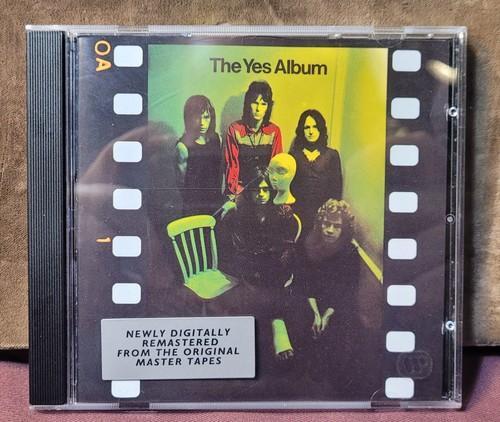 OA
The Yes Album
1
NEWLY DIGITALLY
REMASTERED
FROM THE ORIGINAL
MASTER TAPES